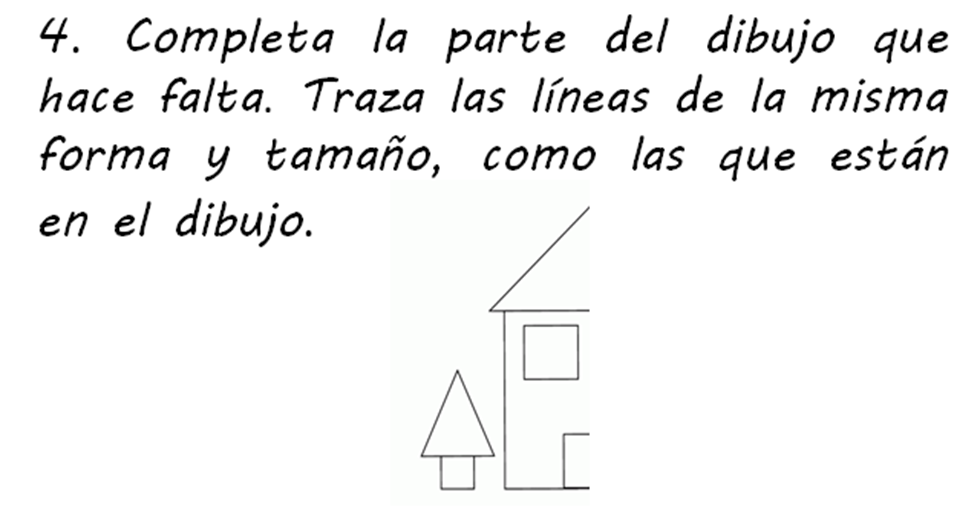 4. Completa la parte del dibujo que
hace falta. Traza las líneas de la misma
forma y tamaño, como las que están
en el dibujo.